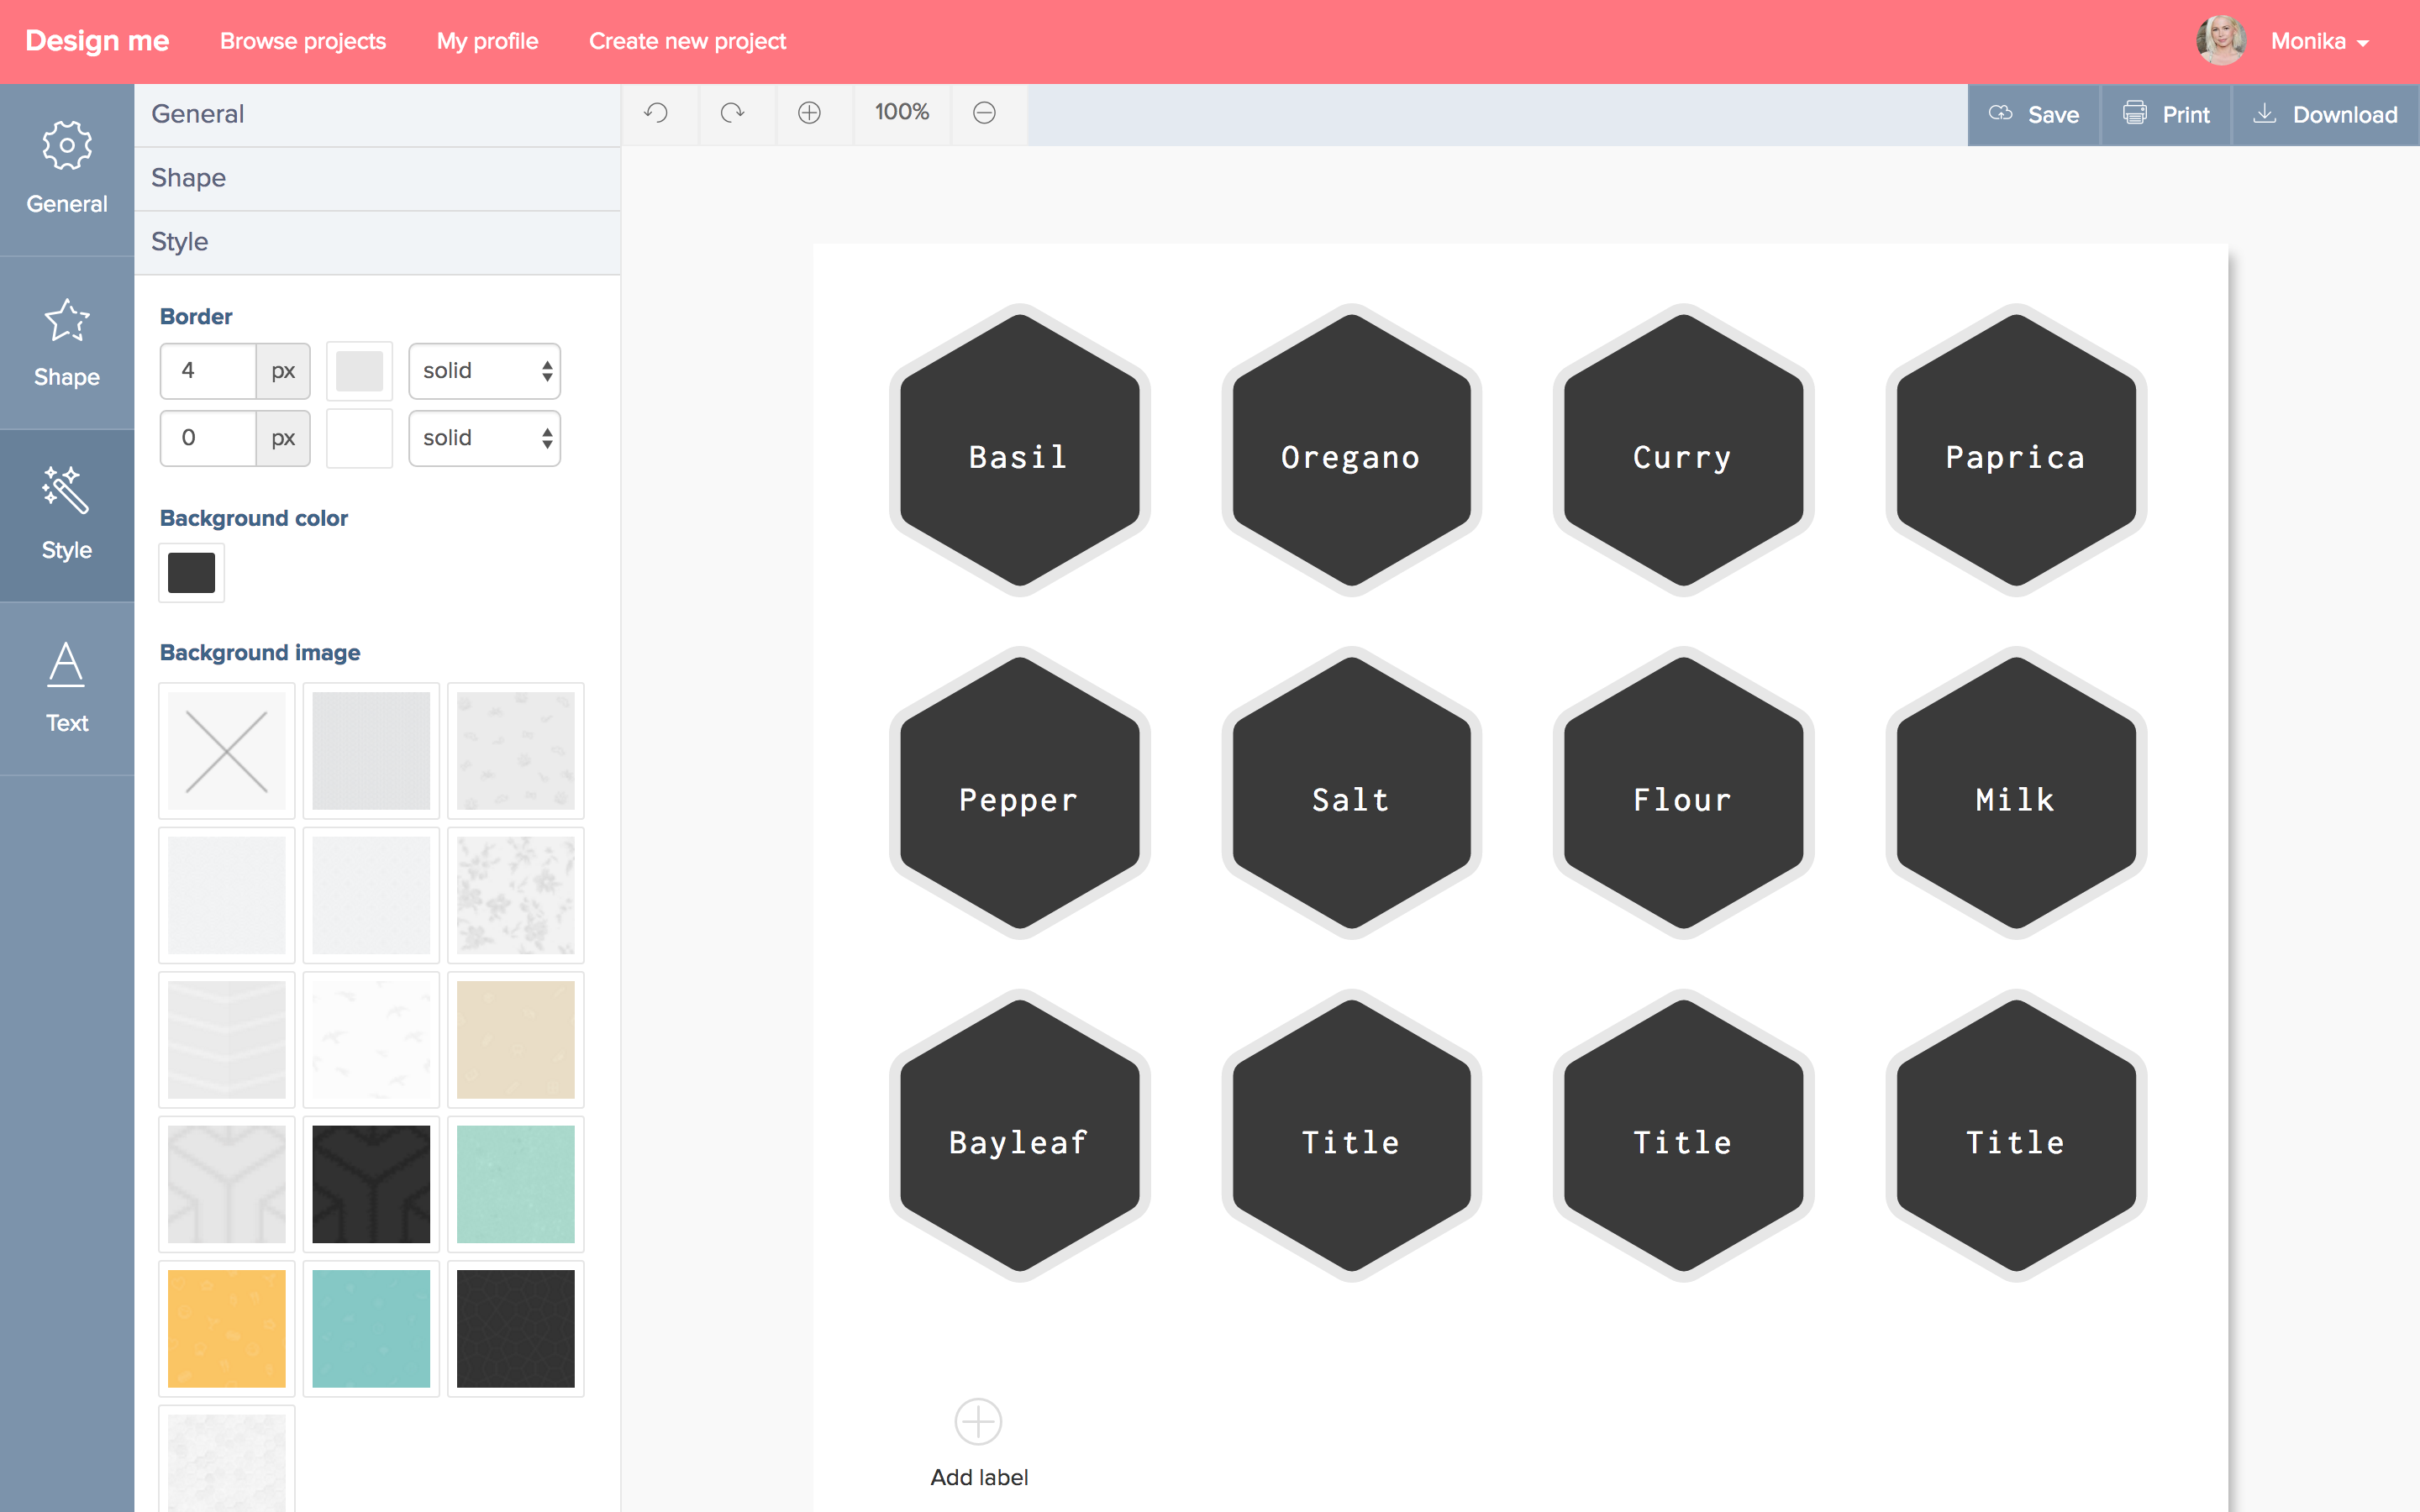 Design me Browse projects My profile Create new project Monika
General
Shape
Style
Text
General
Shape
Style
Border
4 px solid
0 px solid
Background color
Background image
100%
Save Print Download
Basil Oregano Curry Paprica
Pepper Salt Flour Milk
Bayleaf Title Title Title
Add label